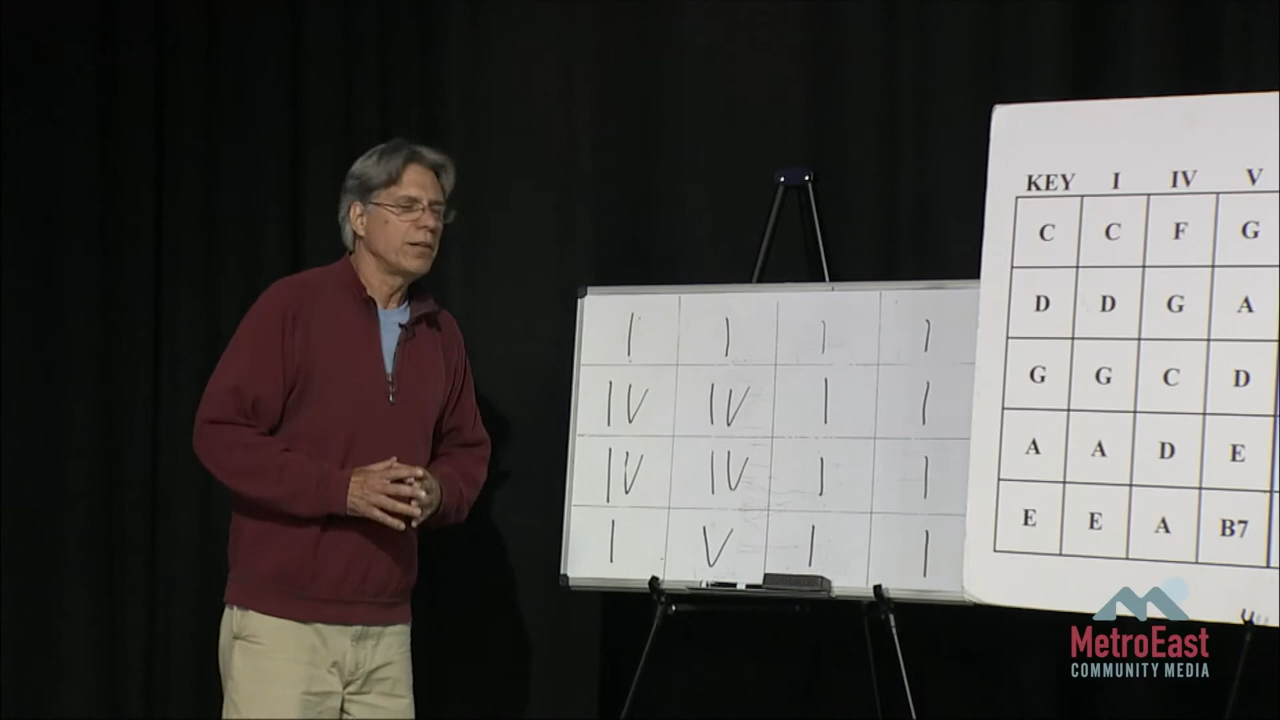 I I I I
IV IV I I
IV IV I I
I V I I
KEY I IV V
C C F G
D D G A
G G C D
A A D E
E E A B7
MetroEast
COMMUNITY MEDIA